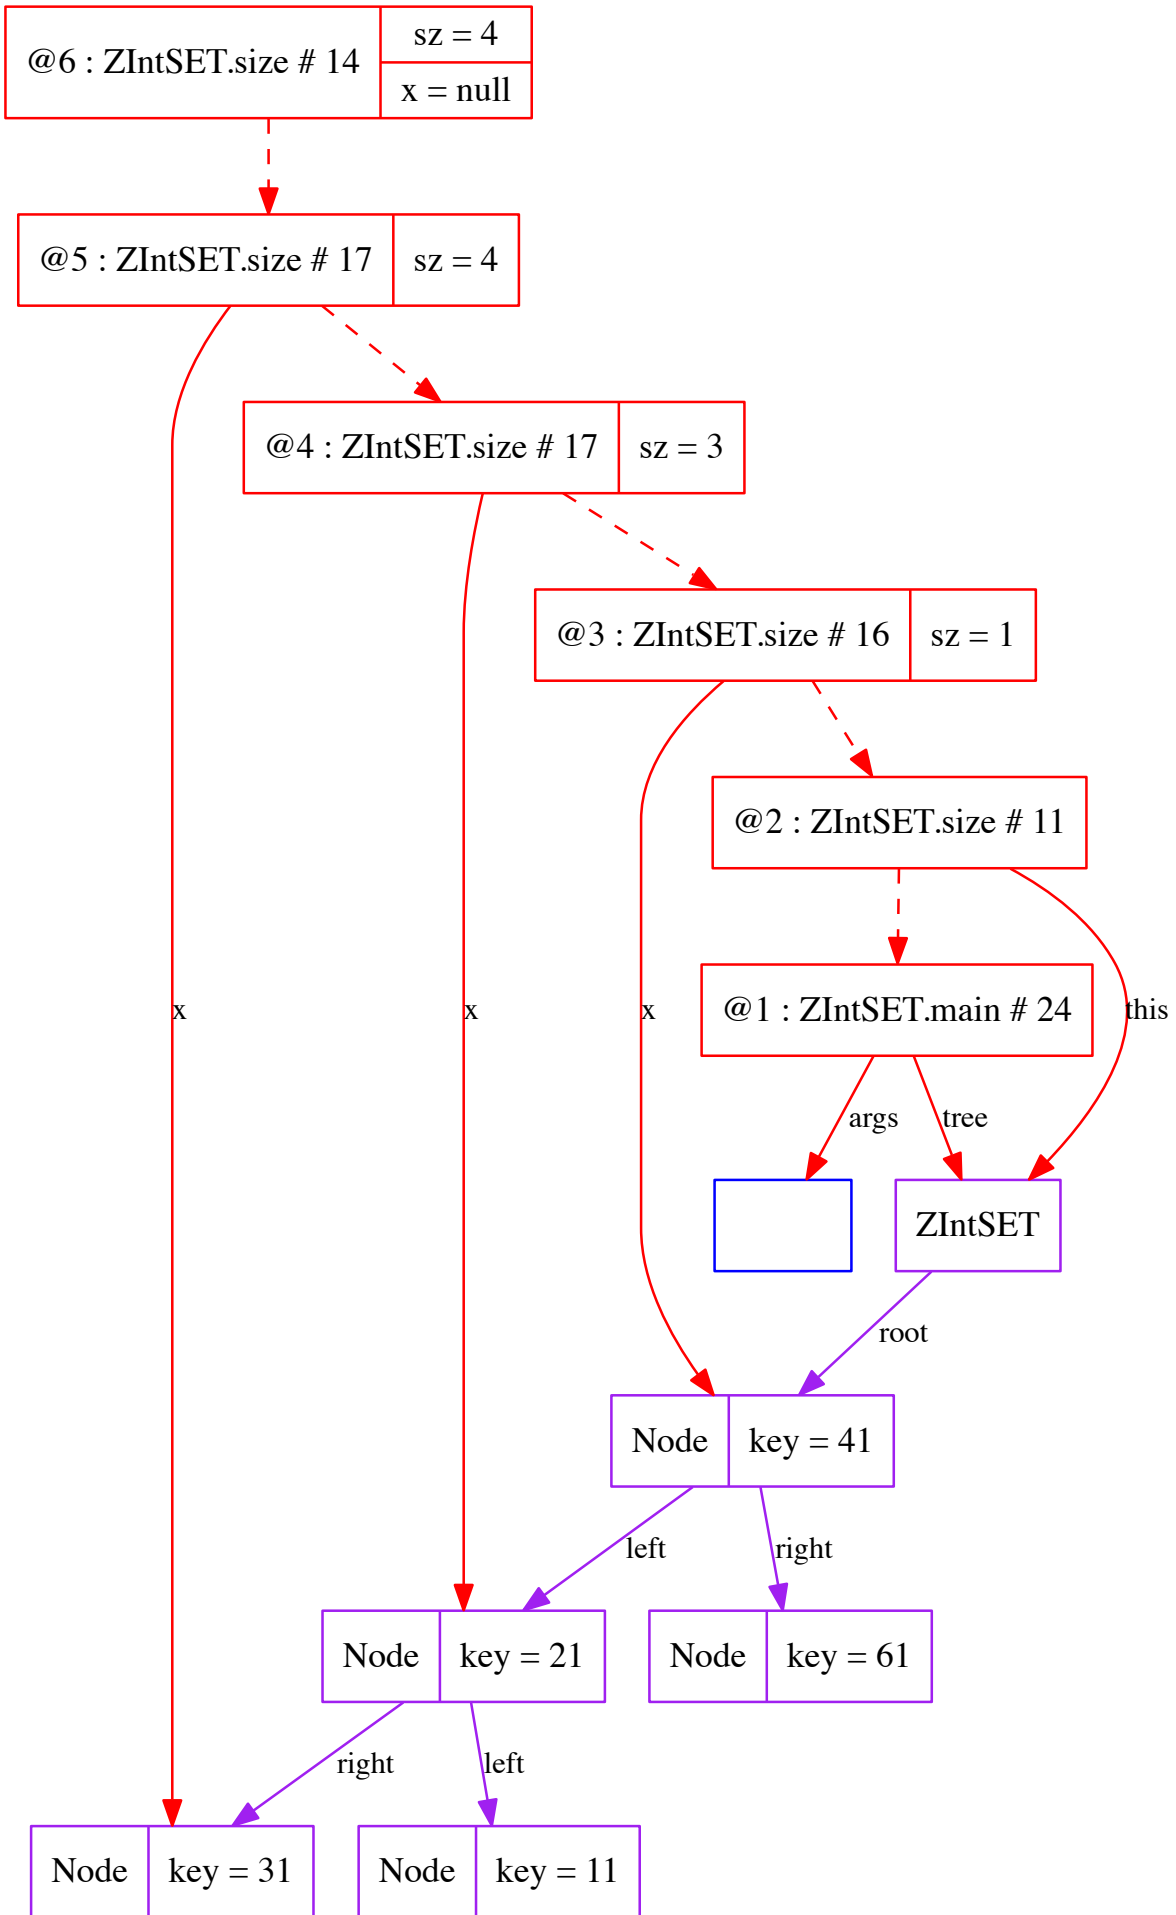 @6 : ZIntSET.size # 14
sz = 4
x = null
@5 : ZIntSET.size # 17
sz = 4
@4 : ZIntSET.size # 17
sz = 3
@3 : ZIntSET.size # 16
sz = 1
@2 : ZIntSET.size # 11
x
x
x
@1 : ZIntSET.main # 24
this
args
tree
ZIntSET
root
Node
key = 41
left
right
Node
key = 21
Node
key = 61
right
left
Node
key = 31
Node
key = 11